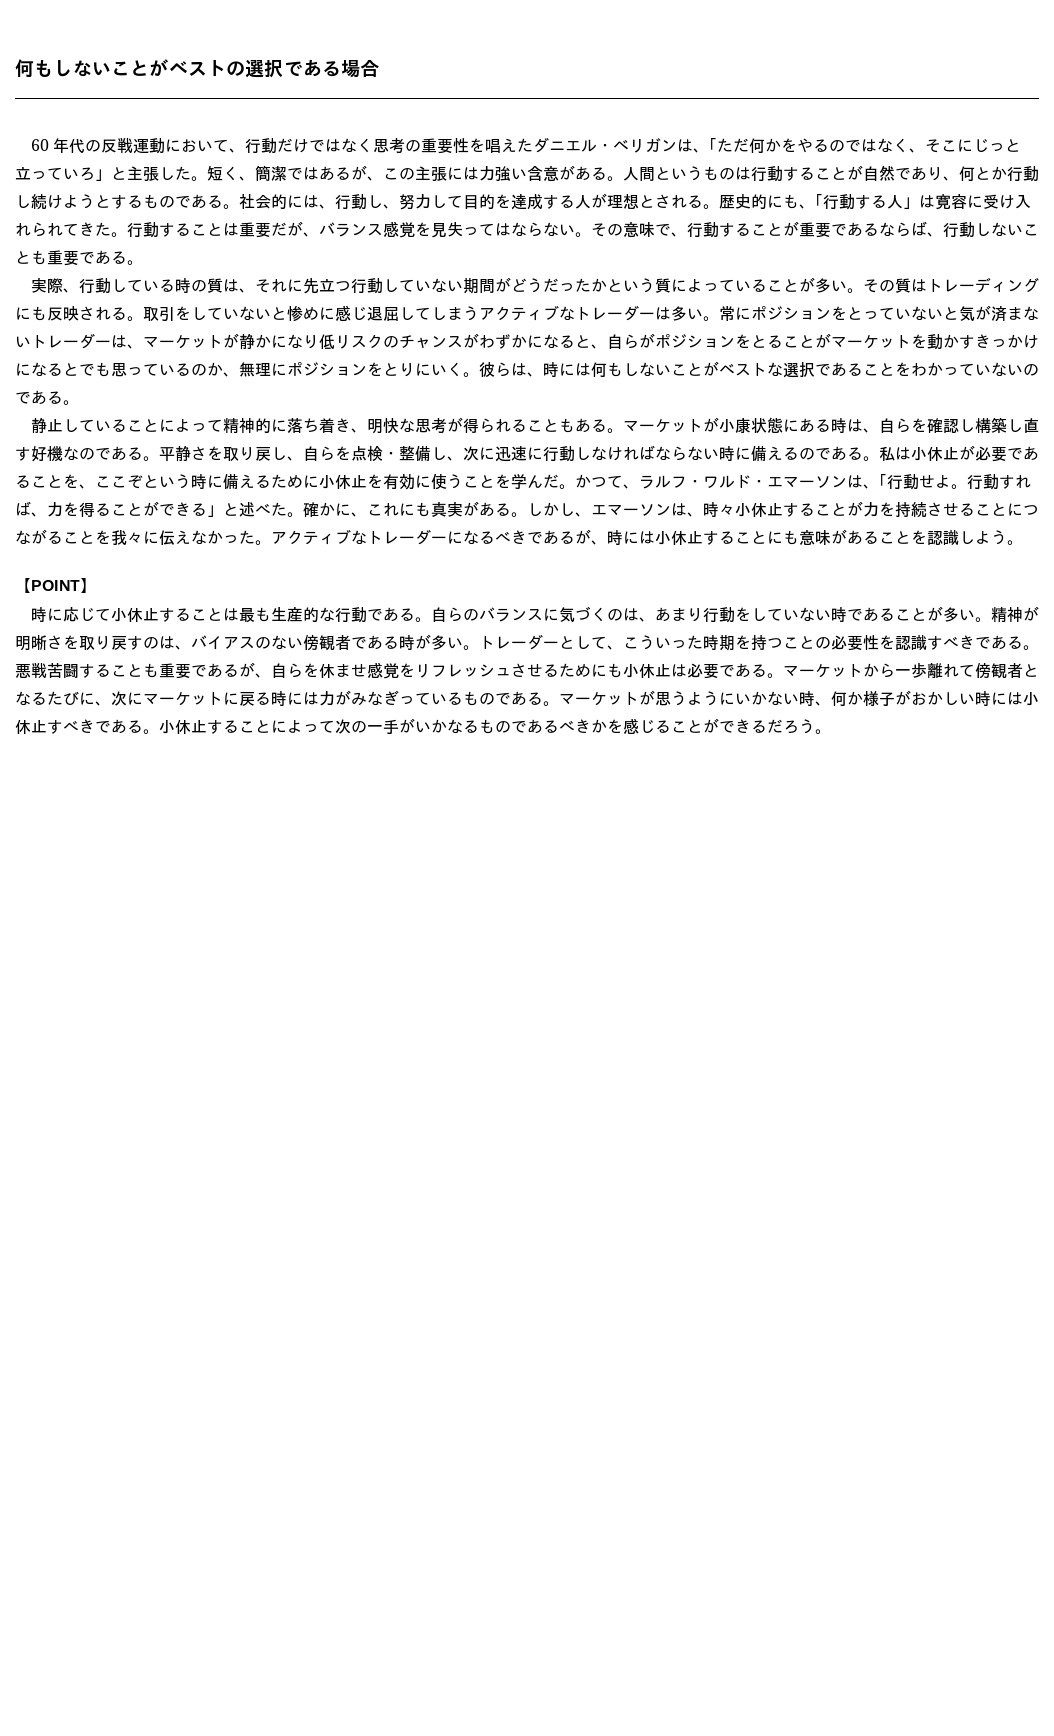 何もしないことがベストの選択である場合
　60 年代の反戦運動において、行動だけではなく思考の重要性を唱えたダニエル・ベリガンは、「ただ何かをやるのではなく、そこにじっと
立っていろ」と主張した。短く、簡潔ではあるが、この主張には力強い含意がある。人間というものは行動することが自然であり、何とか行動
し続けようとするものである。社会的には、行動し、努力して目的を達成する人が理想とされる。歴史的にも、「行動する人」は寛容に受け入
れられてきた。行動することは重要だが、バランス感覚を見失ってはならない。その意味で、行動することが重要であるならば、行動しないこ
とも重要である。
　実際、行動している時の質は、それに先立つ行動していない期間がどうだったかという質によっていることが多い。その質はトレーディング
にも反映される。取引をしていないと惨めに感じ退屈してしまうアクティブなトレーダーは多い。常にポジションをとっていないと気が済まな
いトレーダーは、マーケットが静かになり低リスクのチャンスがわずかになると、自らがポジションをとることがマーケットを動かすきっかけ
になるとでも思っているのか、無理にポジションをとりにいく。彼らは、時には何もしないことがベストな選択であることをわかっていないの
である。
　静止していることによって精神的に落ち着き、明快な思考が得られることもある。マーケットが小康状態にある時は、自らを確認し構築し直
す好機なのである。平静さを取り戻し、自らを点検・整備し、次に迅速に行動しなければならない時に備えるのである。私は小休止が必要であ
ることを、ここぞという時に備えるために小休止を有効に使うことを学んだ。かつて、ラルフ・ワルド・エマーソンは、「行動せよ。行動すれ
ば、力を得ることができる」と述べた。確かに、これにも真実がある。しかし、エマーソンは、時々小休止することが力を持続させることにつ
ながることを我々に伝えなかった。アクティブなトレーダーになるべきであるが、時には小休止することにも意味があることを認識しよう。
【POINT】
　時に応じて小休止することは最も生産的な行動である。自らのバランスに気づくのは、あまり行動をしていない時であることが多い。精神が
明晰さを取り戻すのは、バイアスのない傍観者である時が多い。トレーダーとして、こういった時期を持つことの必要性を認識すべきである。
悪戦苦闘することも重要であるが、自らを休ませ感覚をリフレッシュさせるためにも小休止は必要である。マーケットから一歩離れて傍観者と
なるたびに、次にマーケットに戻る時には力がみなぎっているものである。マーケットが思うようにいかない時、何か様子がおかしい時には小
休止すべきである。小休止することによって次の一手がいかなるものであるべきかを感じることができるだろう。